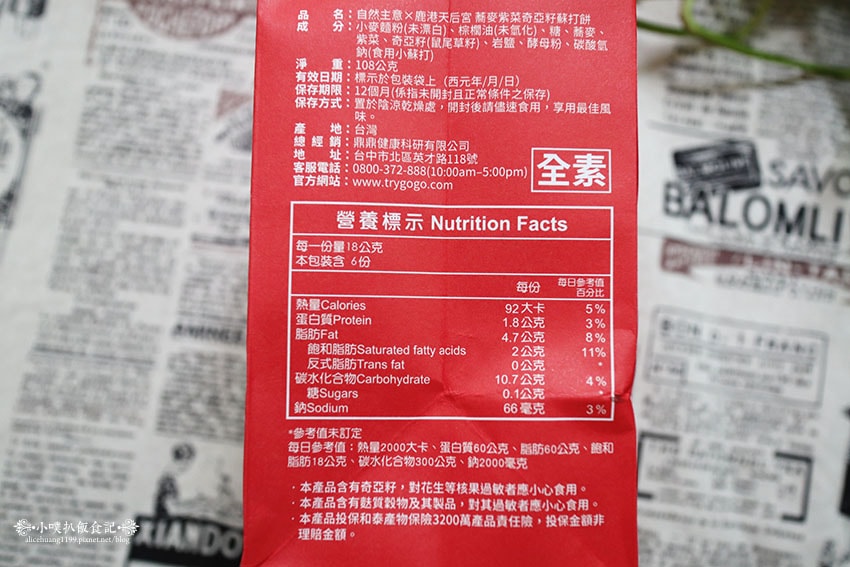 品　　名：自然主意×鹿港天后宮 蕎麥紫菜奇亞籽蘇打餅
成　　分：小麥麵粉(未漂白)、棕櫚油(未氫化)、糖、蕎麥、
紫菜、奇亞籽(鼠尾草籽)、岩鹽、酵母粉、碳酸氫
鈉(食用小蘇打)
淨　　重：108公克
有效日期：標示於包裝袋上（西元年/月/日）
保存期限：12個月(係指未開封且正常條件之保存)
保存方式：置於陰涼乾燥處，開封後請儘速食用，享用最佳風
味。
產　　地：台灣
總 經 銷：鼎鼎健康科研有限公司
地　　址：台中市北區英才路118號
客服電話：0800-372-888(10:00am–5:00pm)
官方網站：www.trygogo.com
全素
營養標示 Nutrition Facts
每一份量18公克
本包裝含 6份
每份 每日參考值百分比
熱量Calories 92大卡 5%
蛋白質Protein 1.8公克 3%
脂肪Fat 4.7公克 8%
飽和脂肪Saturated fatty acids 2公克 11%
反式脂肪Trans fat 0公克 *
碳水化合物Carbohydrate 10.7公克 4%
糖Sugars 0.1公克 *
鈉Sodium 66毫克 3%
*參考值未訂定
每日參考值：熱量2000大卡、蛋白質60公克、脂肪60公克、飽和
脂肪18公克、碳水化合物300公克、鈉2000毫克
．本產品含有奇亞籽，對花生等核果過敏者應小心食用。
．本產品含有麩質穀物及其製品，對其過敏者應小心食用。
．本產品投保和泰產物保險3200萬產品責任險，投保金額非
理賠金額。
SAVO
BALOMLI
XIANDO
小噗扒飯食記
alicehuang1199.pixnet.net/blog